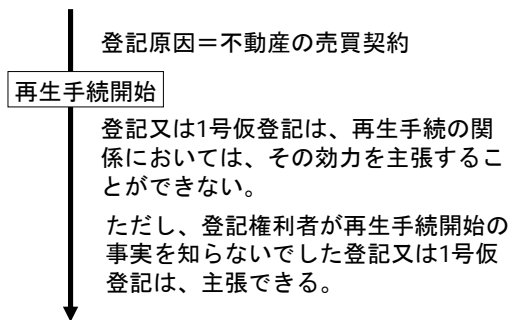 登記原因＝不動産の売買契約
再生手続開始
登記又は1号仮登記は、再生手続の関
係においては、その効力を主張するこ
とができない。
ただし、登記権利者が再生手続開始の
事実を知らないでした登記又は1号仮
登記は、主張できる。